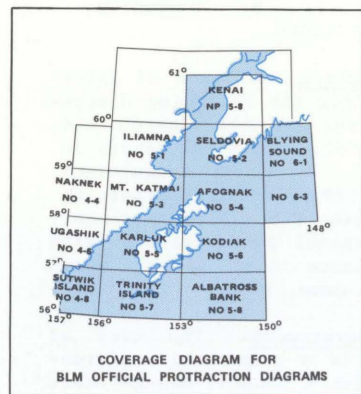 61°
KENAI
NP 5-8
60°
ILIAMNA
NO 5-1
SELDOVIA
NO 5-2
BLYING
SOUND
NO 6-1
59°
NAKNEK
NO 4-4
MT. KATMAI
NO 5-3
AFOGNAK
NO 5-4
NO 6-3
58°
148°
UGASHIK
NO 4-6
KARLUK
NO 5-5
KODIAK
NO 5-6
57°
SUTWIK
ISLAND
NO 4-8
TRINITY
ISLAND
NO 5-7
ALBATROSS
BANK
NO 5-8
56°
157°
156°
153°
150°
COVERAGE DIAGRAM FOR
BLM OFFICIAL PROTRACTION DIAGRAMS